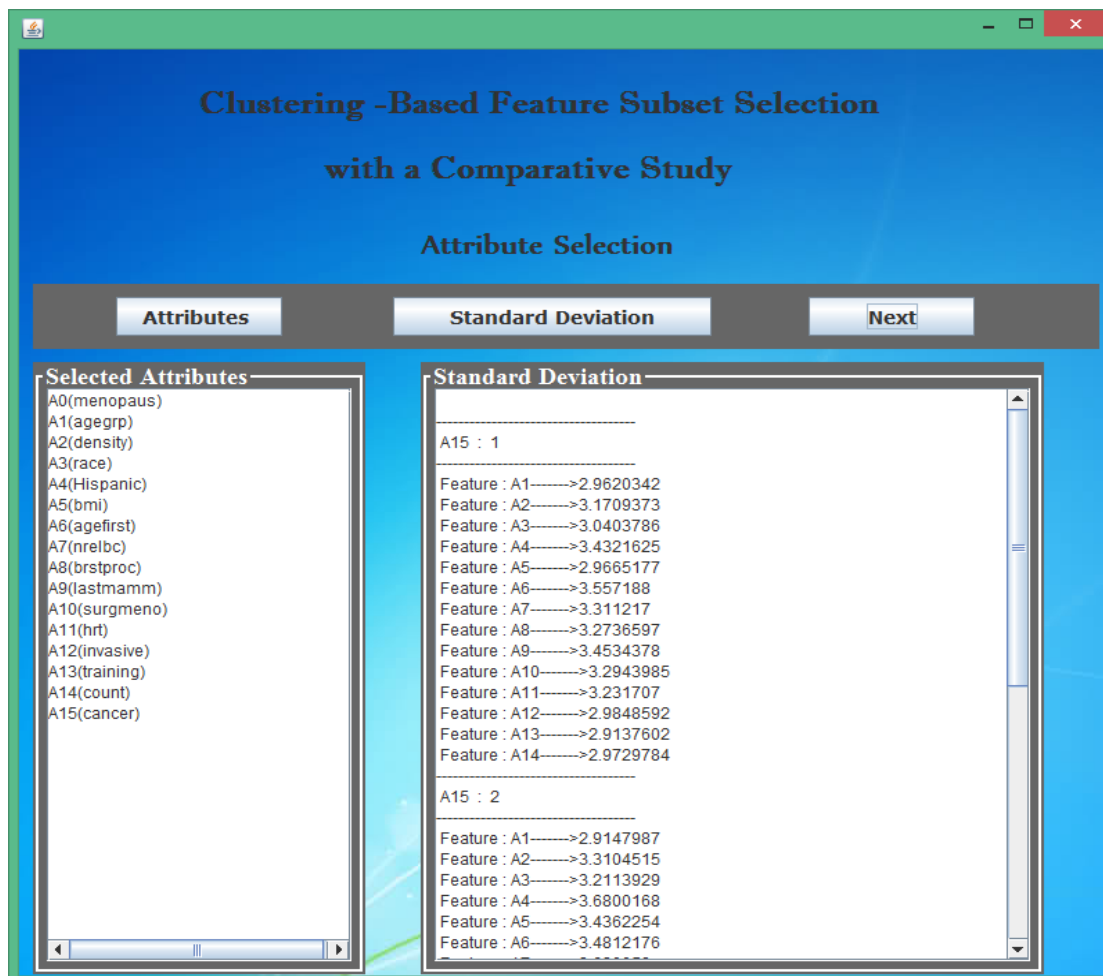 Clustering -Based Feature Subset Selection
with a Comparative Study
Attribute Selection
Attributes
Standard Deviation
Next
Selected Attributes
A0(menopaus)
A1(agegrp)
A2(density)
A3(race)
A4(Hispanic)
A5(bmi)
A6(agefirst)
A7(nrelbc)
A8(brstproc)
A9(lastmamm)
A10(surgmeno)
A11(hrt)
A12(invasive)
A13(training)
A14(count)
A15(cancer)
Standard Deviation
------------------------------------
A15 : 1
------------------------------------
Feature : A1------->2.9620342
Feature : A2------->3.1709373
Feature : A3------->3.0403786
Feature : A4------->3.4321625
Feature : A5------->2.9665177
Feature : A6------->3.557188
Feature : A7------->3.311217
Feature : A8------->3.2736597
Feature : A9------->3.4534378
Feature : A10------->3.2943985
Feature : A11------->3.231707
Feature : A12------->2.9848592
Feature : A13------->2.9137602
Feature : A14------->2.9729784
------------------------------------
A15 : 2
------------------------------------
Feature : A1------->2.9147987
Feature : A2------->3.3104515
Feature : A3------->3.2113929
Feature : A4------->3.6800168
Feature : A5------->3.4362254
Feature : A6------->3.4812176